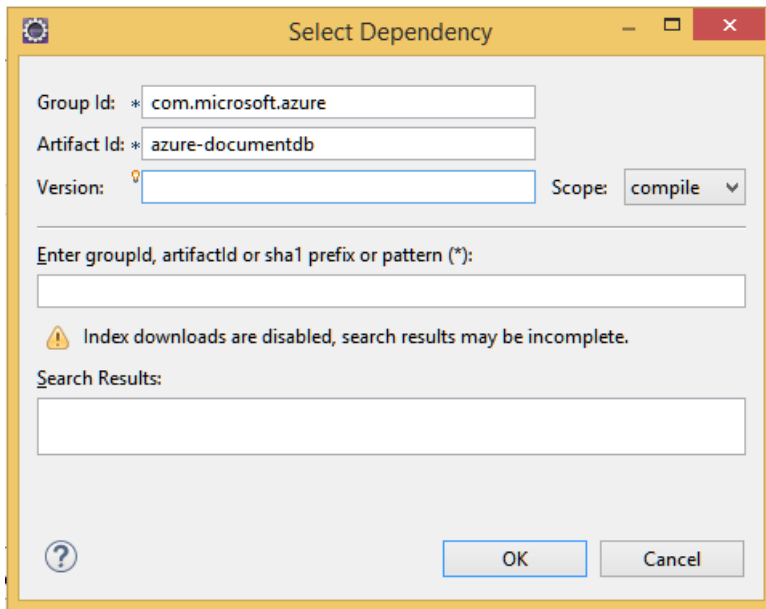 Select Dependency
Group Id: * com.microsoft.azure
Artifact Id: * azure-documentdb
Version: Scope: compile
Enter groupId, artifactId or sha1 prefix or pattern (*):
Index downloads are disabled, search results may be incomplete.
Search Results:
OK Cancel